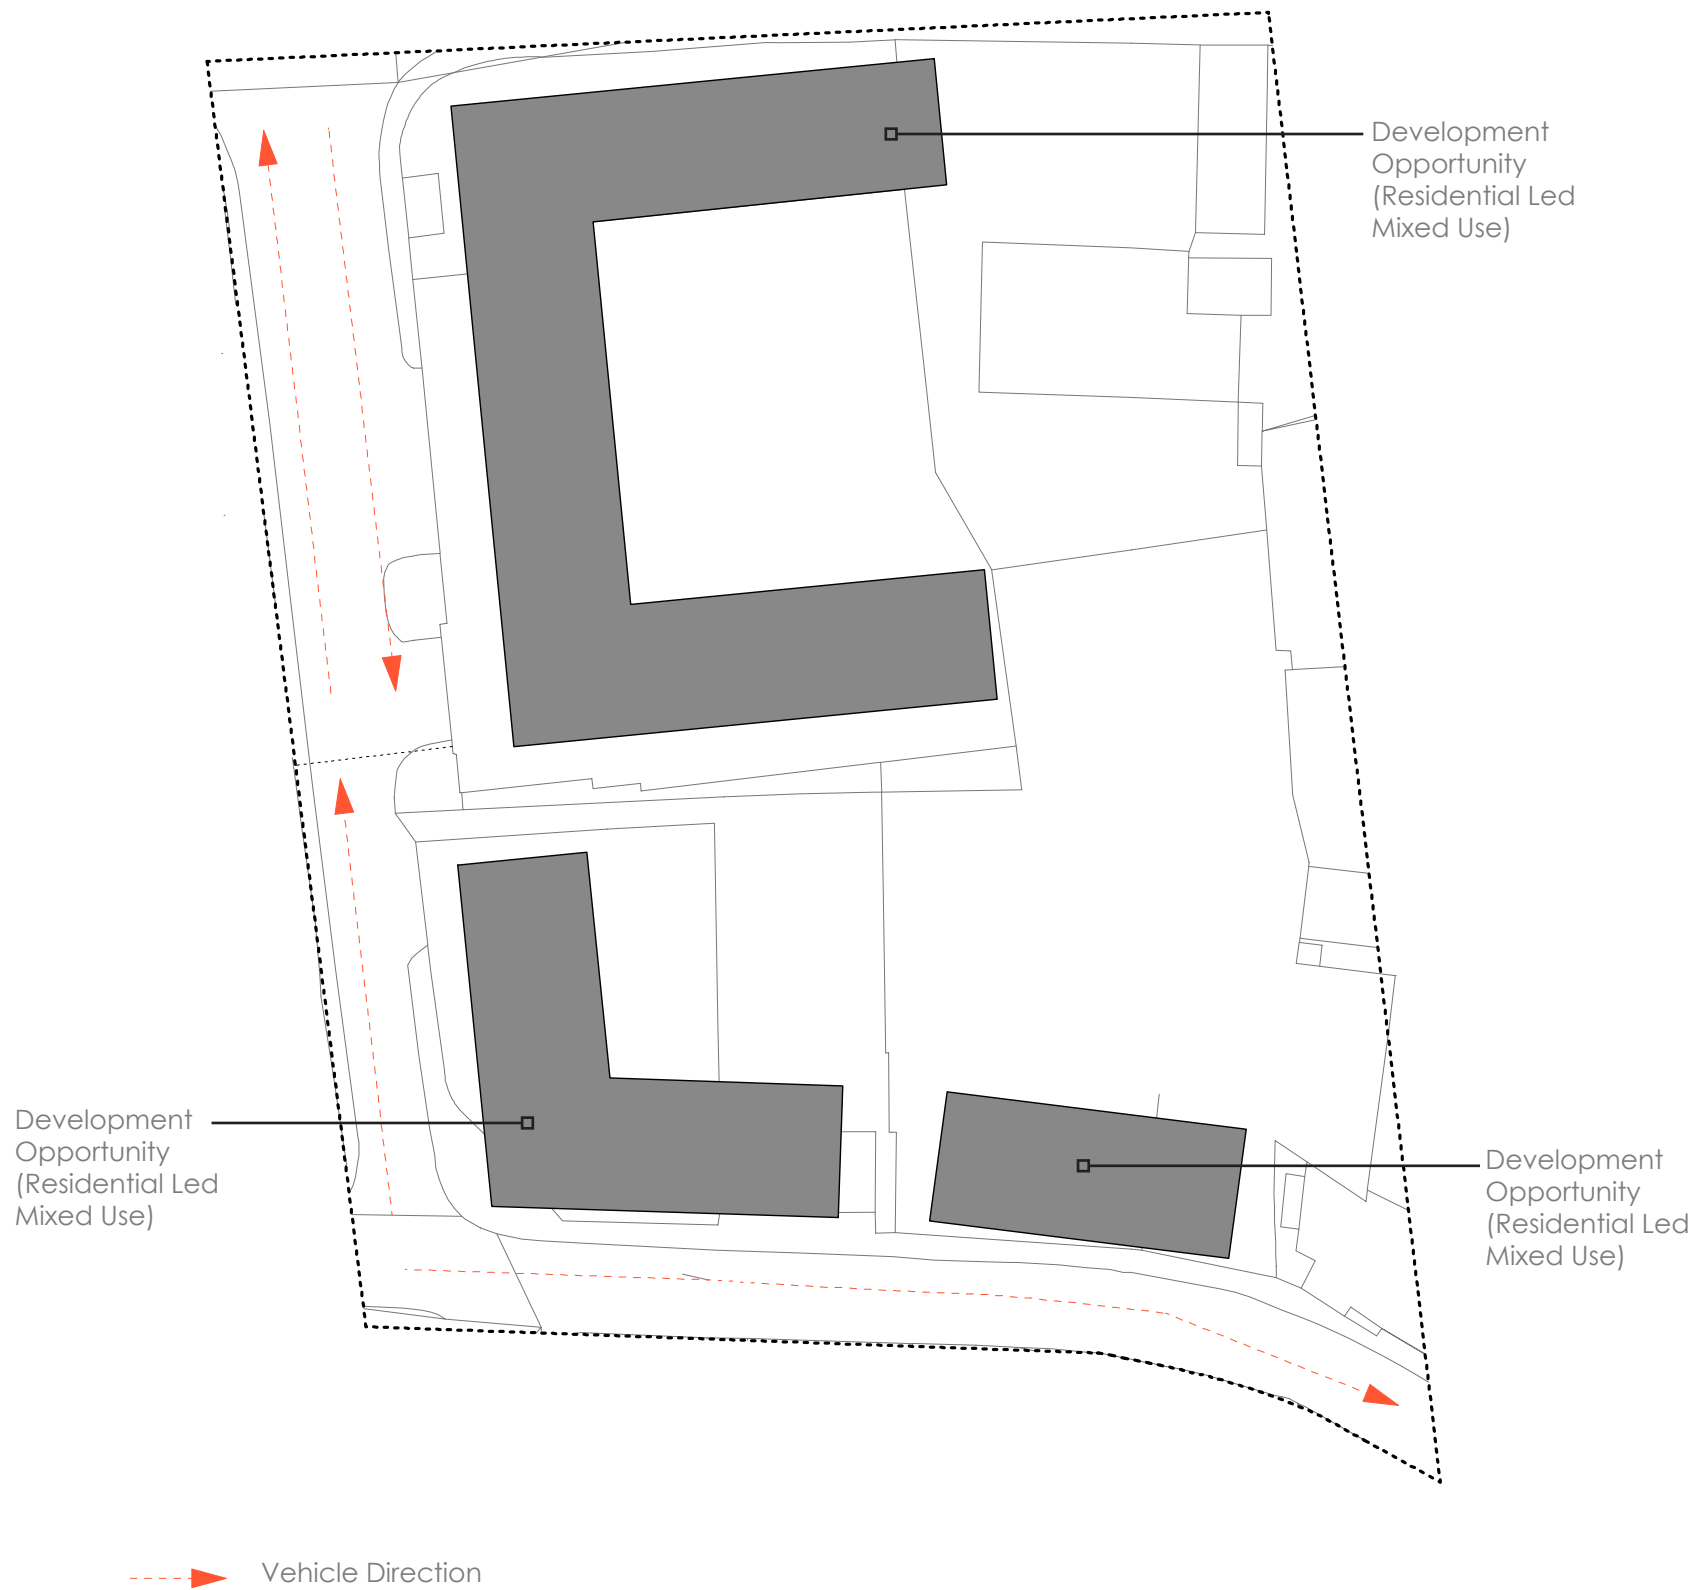 Development
Opportunity
(Residential Led
Mixed Use)
Development
Opportunity
(Residential Led
Mixed Use)
Development
Opportunity
(Residential Led
Mixed Use)
Vehicle Direction